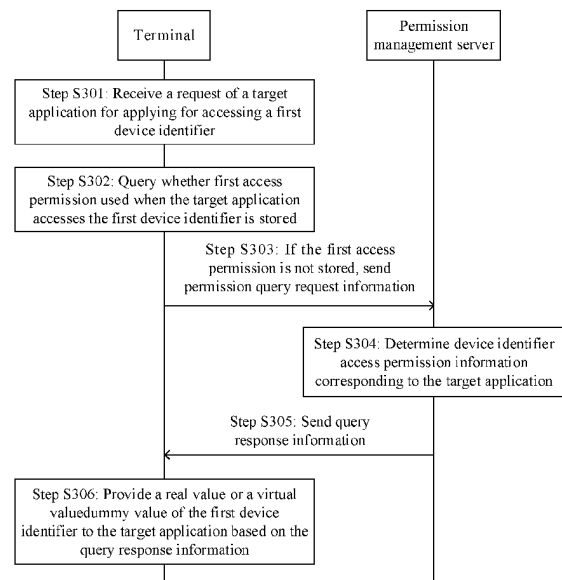 Terminal
Permission
management server
Step S301: Receive a request of a target
application for applying for accessing a first
device identifier
Step S302: Query whether first access
permission used when the target application
accesses the first device identifier is stored
Step S303: If the first access
permission is not stored, send
permission query request information
Step S304: Determine device identifier
access permission information
corresponding to the target application
Step S305: Send query
response information
Step S306: Provide a real value or a virtual
valuedummy value of the first device
identifier to the target application based on the
query response information